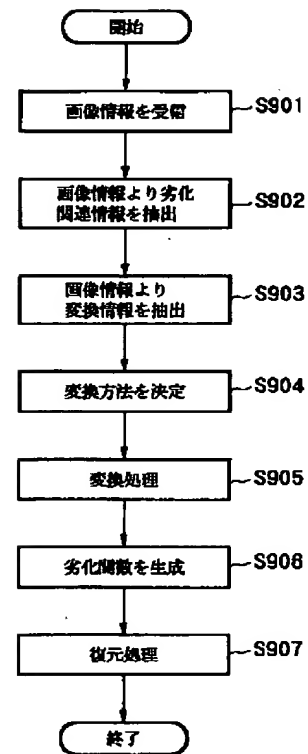 開始
画像情報を受信
S901
画像情報より劣化
関連情報を抽出
S902
画像情報より
変換情報を抽出
S903
変換方法を決定
S904
変換処理
S905
劣化関数を生成
S908
復元処理
S907
終了